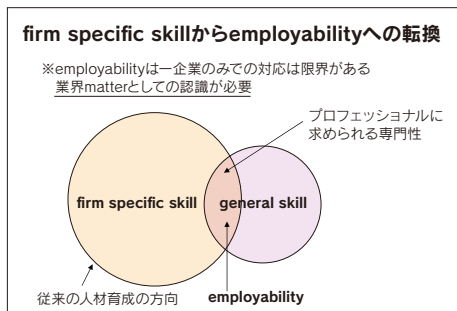 firm specific skillからemployabilityへの転換
※employabilityは一企業のみでの対応は限界がある
業界matterとしての認識が必要
プロフェッショナルに
求められる専門性
firm specific skill
general skill
従来の人材育成の方向
employability